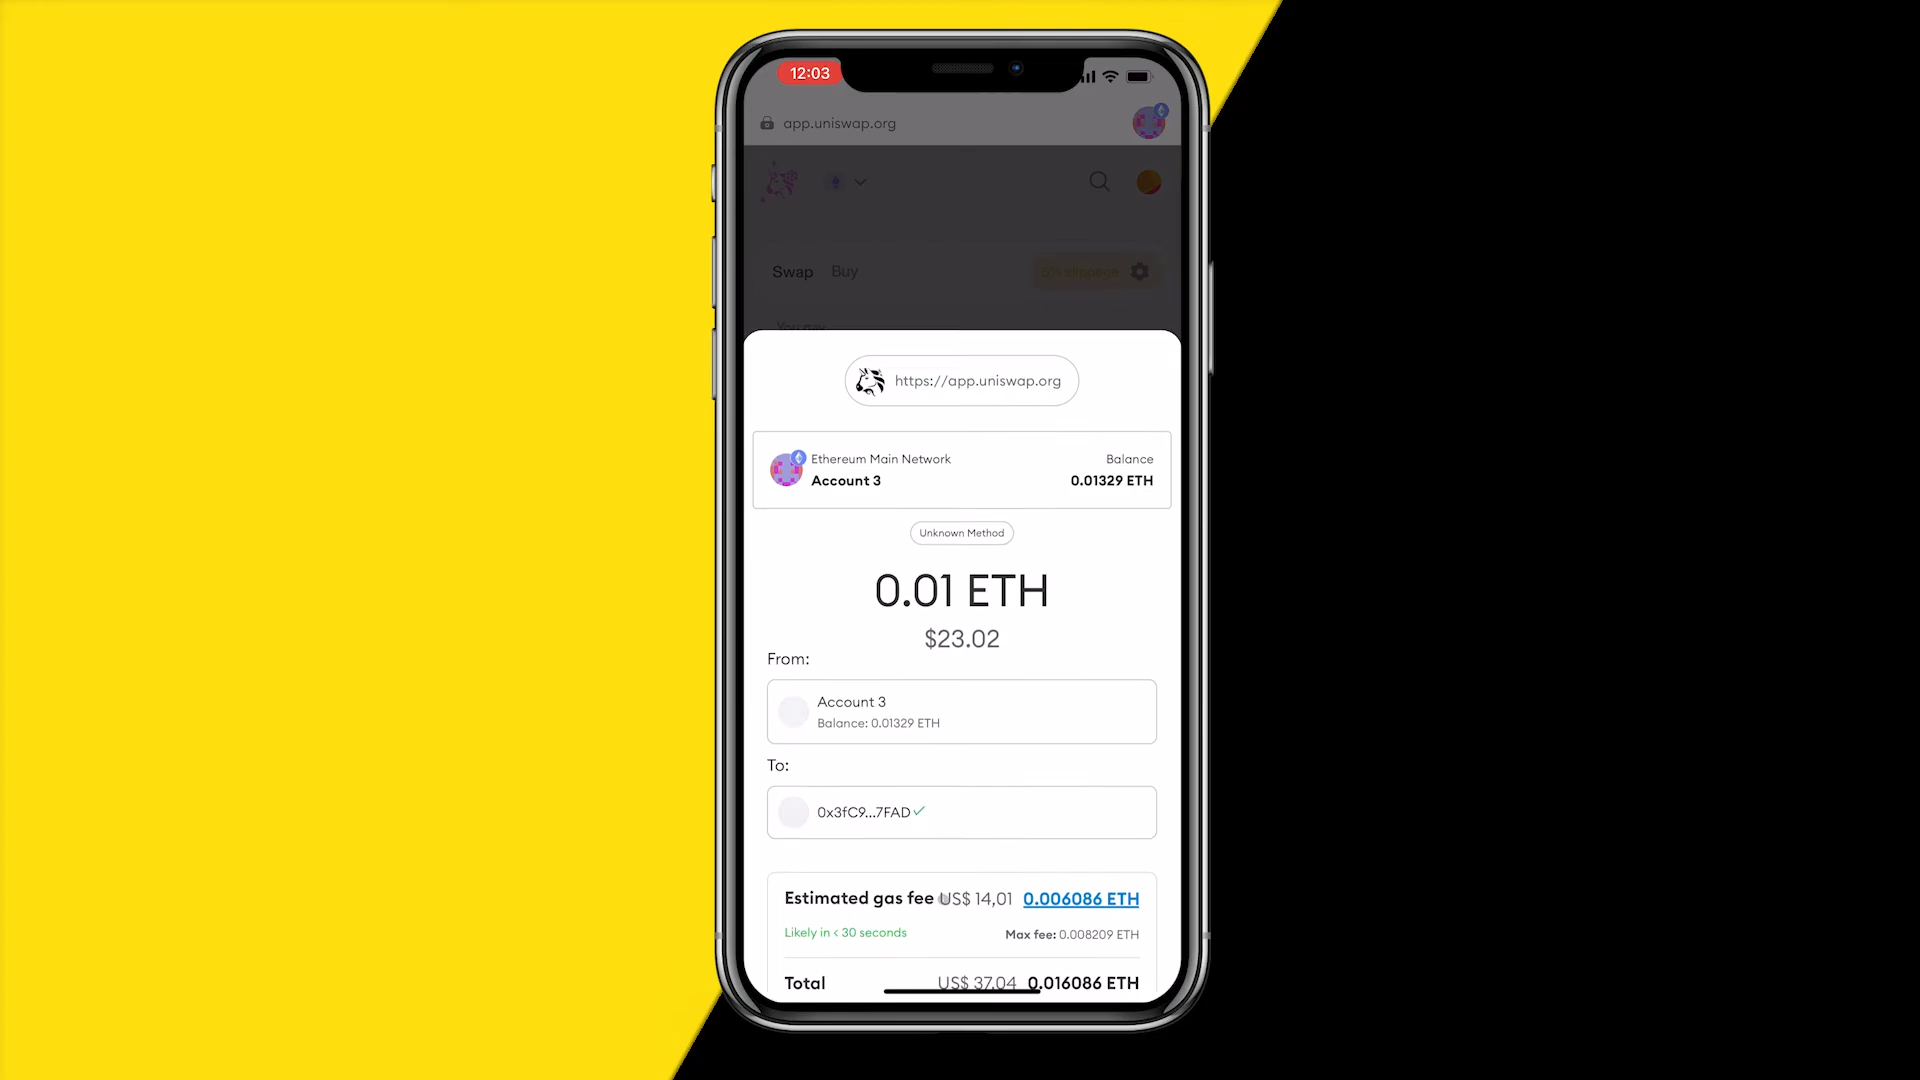 12:03
app.uniswap.org
Swap Buy
slippage
You pay
https://app.uniswap.org
Ethereum Main Network Balance
Account 3 0.01329 ETH
Unknown Method
0.01 ETH
$23.02
From:
Account 3
Balance: 0.01329 ETH
To:
0x3fC9...7FAD
Estimated gas fee US$ 14,01 0.006086 ETH
Likely in < 30 seconds Max fee: 0.008209 ETH
Total US$ 37,04 0.016086 ETH